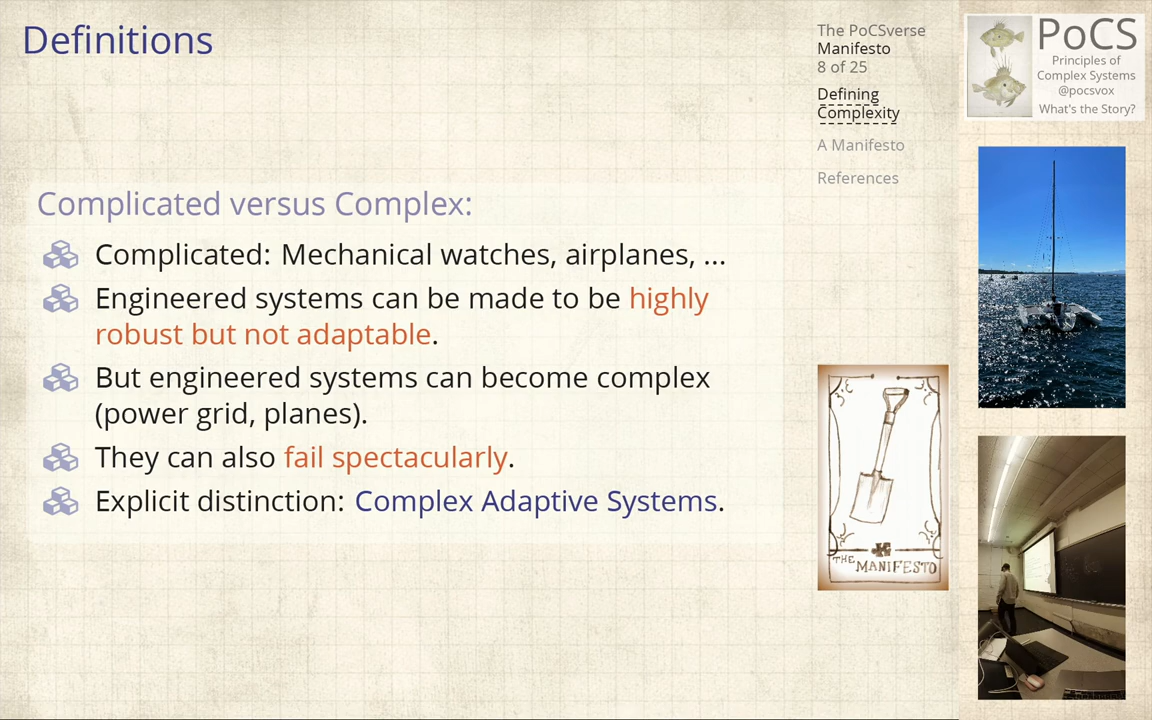 Definitions
Complicated versus Complex:
Complicated: Mechanical watches, airplanes, ...
Engineered systems can be made to be highly
robust but not adaptable.
But engineered systems can become complex
(power grid, planes).
They can also fail spectacularly.
Explicit distinction: Complex Adaptive Systems.
The PoCSverse
Manifesto
8 of 25
Defining
Complexity
A Manifesto
References
THE MANIFESTO
PoCS
Principles of
Complex Systems
@pocsvox
What's the Story?